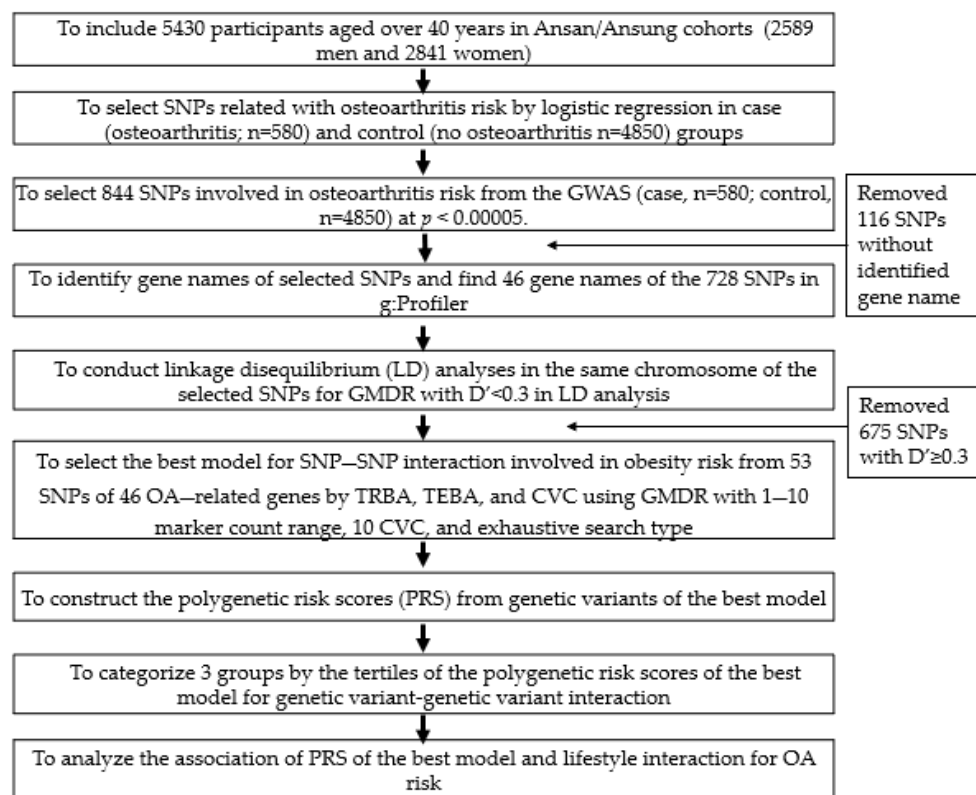 To include 5430 participants aged over 40 years in Ansan/Ansung cohorts (2589
men and 2841 women)
To select SNPs related with osteoarthritis risk by logistic regression in case
(osteoarthritis; n=580) and control (no osteoarthritis n=4850) groups
To select 844 SNPs involved in osteoarthritis risk from the GWAS (case, n=580; control,
n=4850) at p < 0.00005.
Removed
116 SNPs
without
identified
gene name
To identify gene names of selected SNPs and find 46 gene names of the 728 SNPs in
g:Profiler
To conduct linkage disequilibrium (LD) analyses in the same chromosome of the
selected SNPs for GMDR with D'<0.3 in LD analysis
Removed
675 SNPs
with D'≥0.3
To select the best model for SNP—SNP interaction involved in obesity risk from 53
SNPs of 46 OA—related genes by TRBA, TEBA, and CVC using GMDR with 1—10
marker count range, 10 CVC, and exhaustive search type
To construct the polygenetic risk scores (PRS) from genetic variants of the best model
To categorize 3 groups by the tertiles of the polygenetic risk scores of the best
model for genetic variant-genetic variant interaction
To analyze the association of PRS of the best model and lifestyle interaction for OA
risk